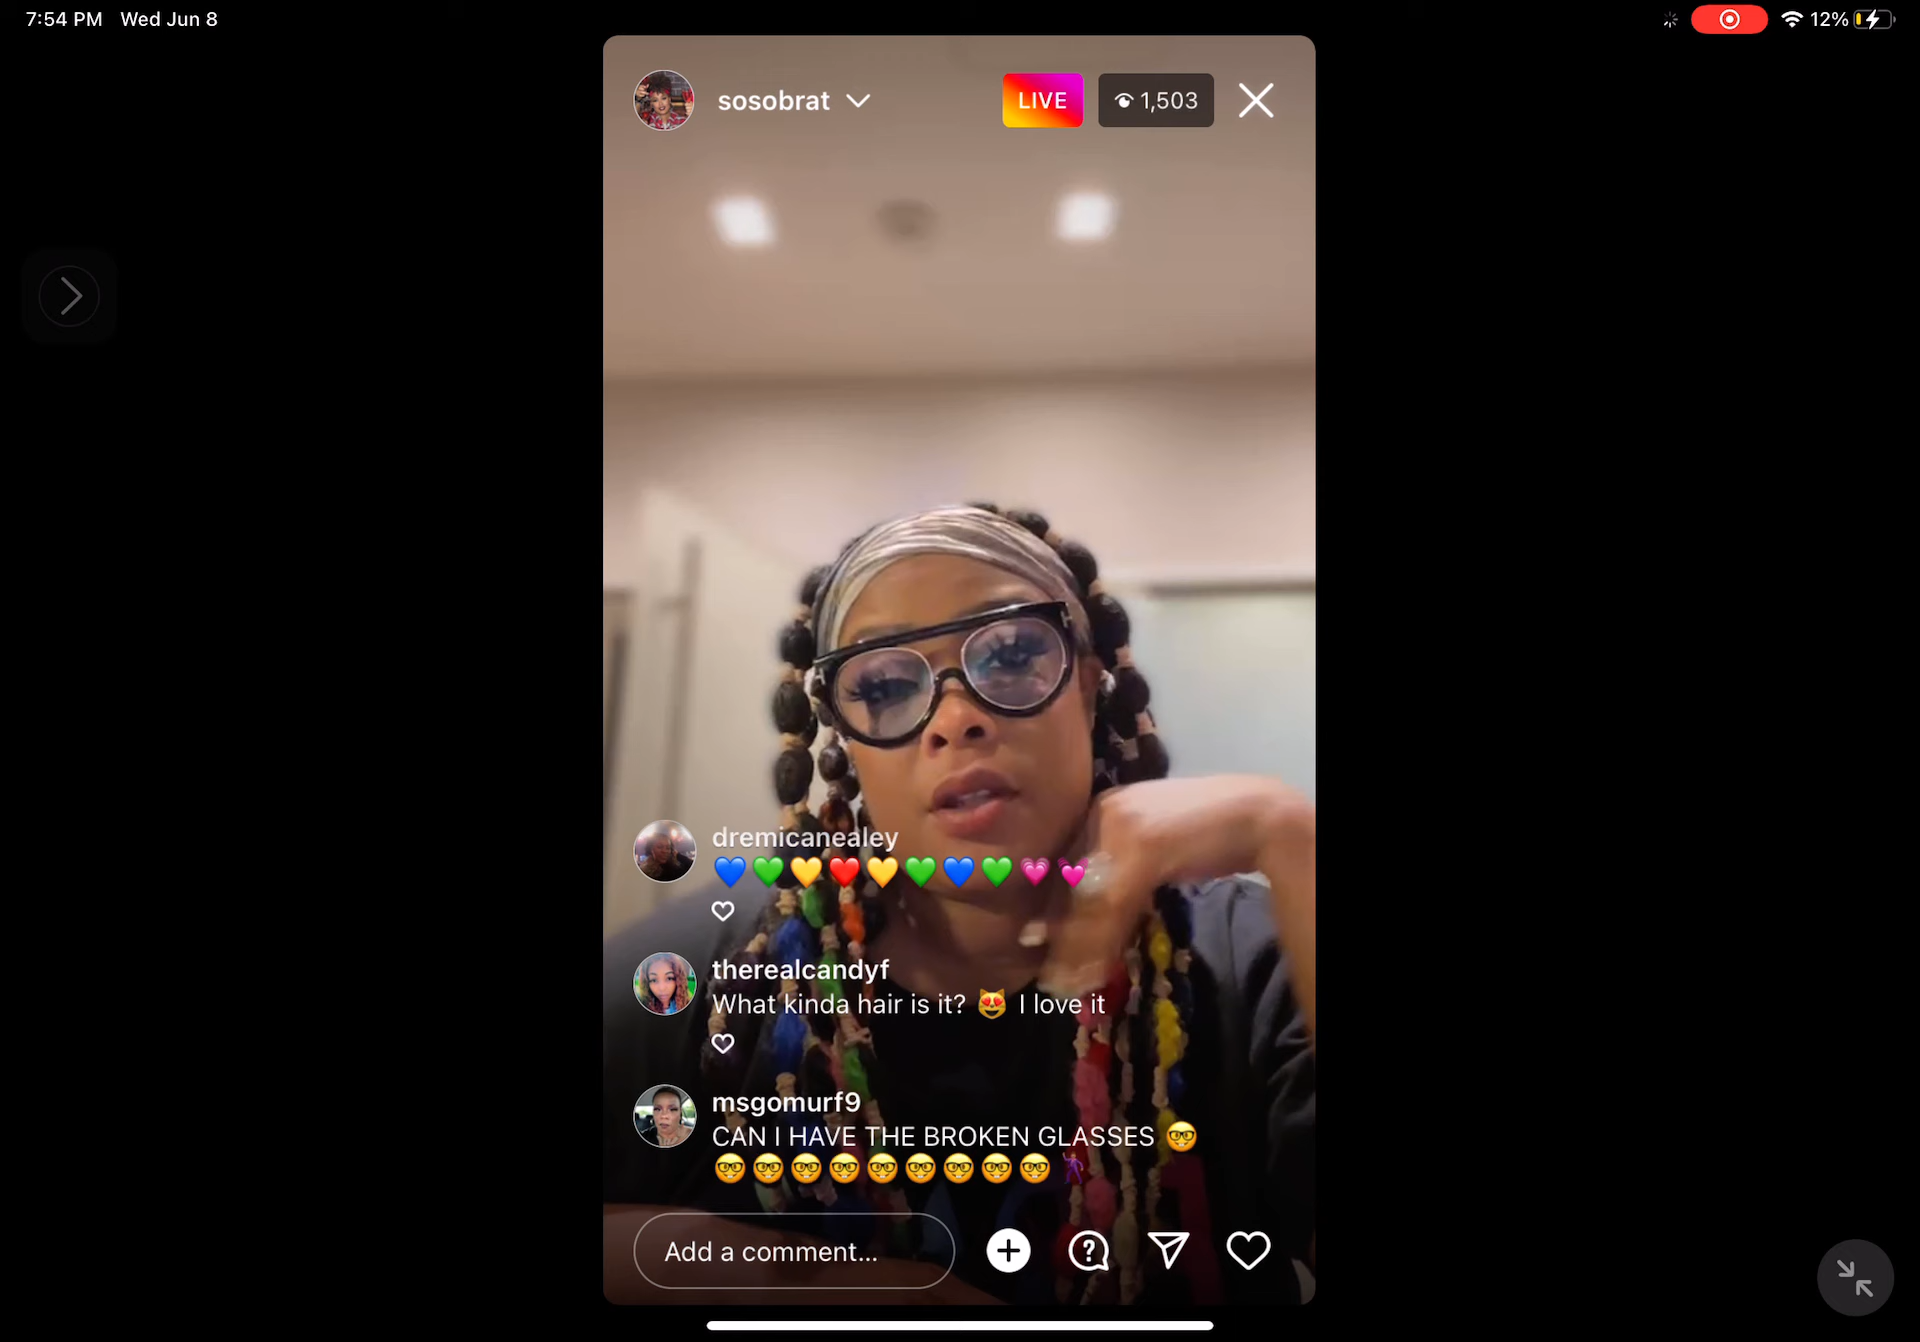 7:54 PM Wed Jun 8
12%
sosobrat
LIVE
1,503
dremicanealey
💙💚💛❤️💛💚💙💚💗💓
therealcandyf
What kinda hair is it? 😻 I love it
msgomurf9
CAN I HAVE THE BROKEN GLASSES 🤓
🤓🤓🤓🤓🤓🤓🤓🤓🤓🕺
Add a comment...